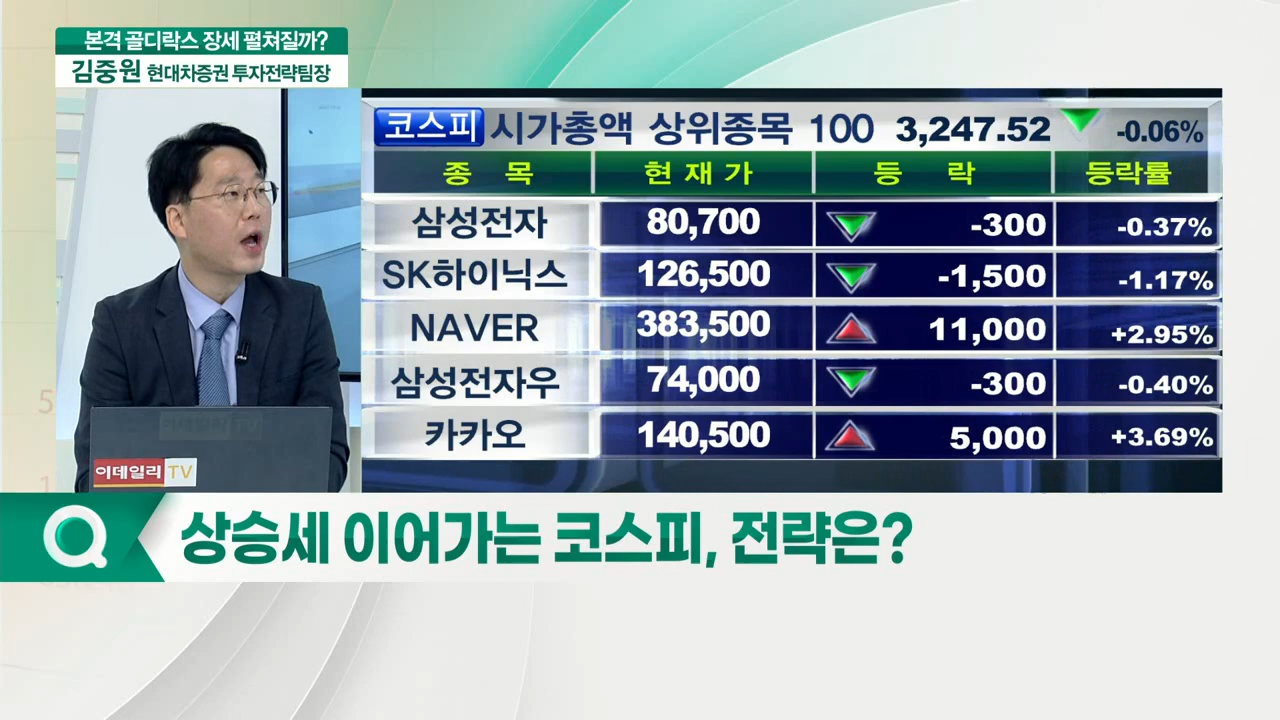 본격 골디락스 장세 펼쳐질까?
김중원 현대차증권 투자전략팀장
코스피 시가총액 상위종목 100 3,247.52 -0.06%
종 목 현 재 가 등 락 등락률
삼성전자 80,700 -300 -0.37%
SK하이닉스 126,500 -1,500 -1.17%
NAVER 383,500 11,000 +2.95%
삼성전자우 74,000 -300 -0.40%
카카오 140,500 5,000 +3.69%
이데일리 TV
이데일리 TV
Q 상승세 이어가는 코스피, 전략은?